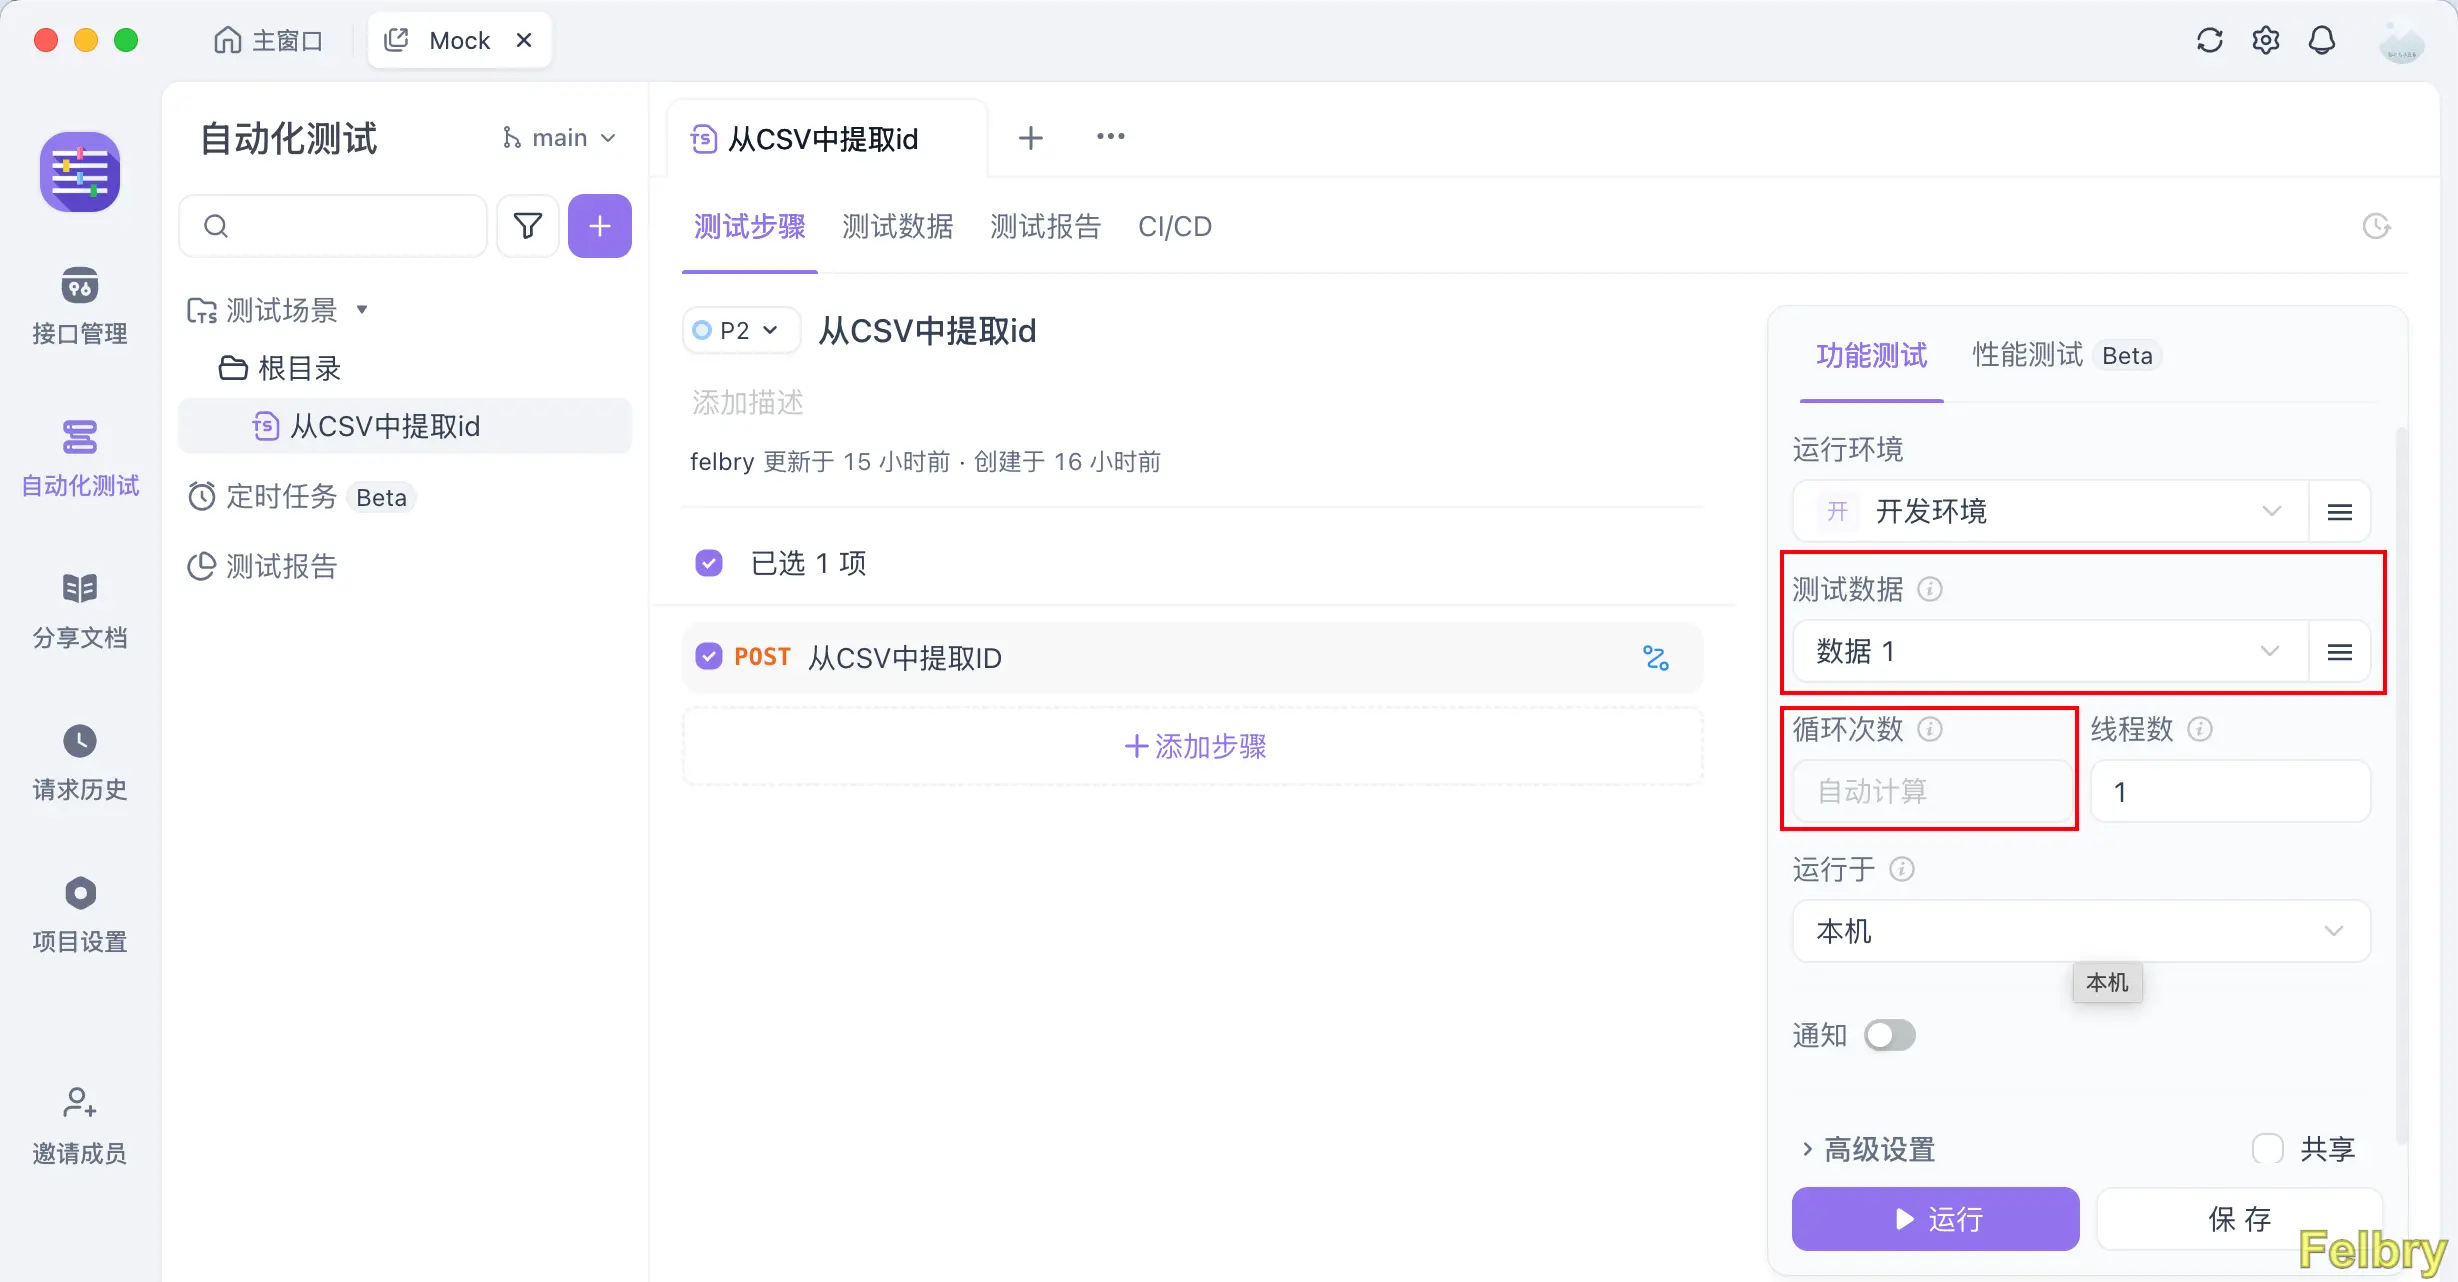 主窗口
Mock
接口管理
自动化测试
分享文档
请求历史
项目设置
邀请成员
自动化测试
main
测试场景
根目录
从CSV中提取id
定时任务 Beta
测试报告
从CSV中提取id
测试步骤 测试数据 测试报告 CI/CD
P2 从CSV中提取id
添加描述
felbry 更新于 15 小时前 · 创建于 16 小时前
已选 1 项
POST 从CSV中提取ID
添加步骤
功能测试 性能测试 Beta
运行环境
开 开发环境
测试数据
数据 1
循环次数 线程数
自动计算 1
运行于
本机
本机
通知
高级设置 共享
运行 保 存
Felbry